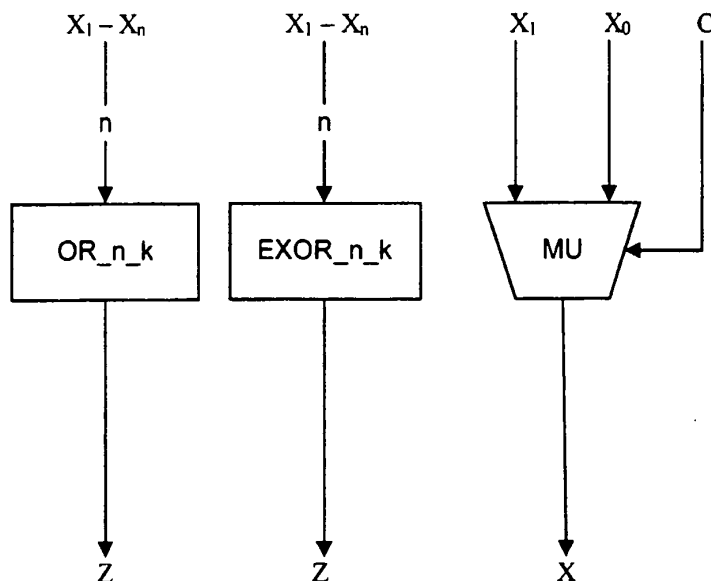 X₁ – Xₙ X₁ – Xₙ X₁ X₀ C
n n
OR_n_k EXOR_n_k MU
Z Z X